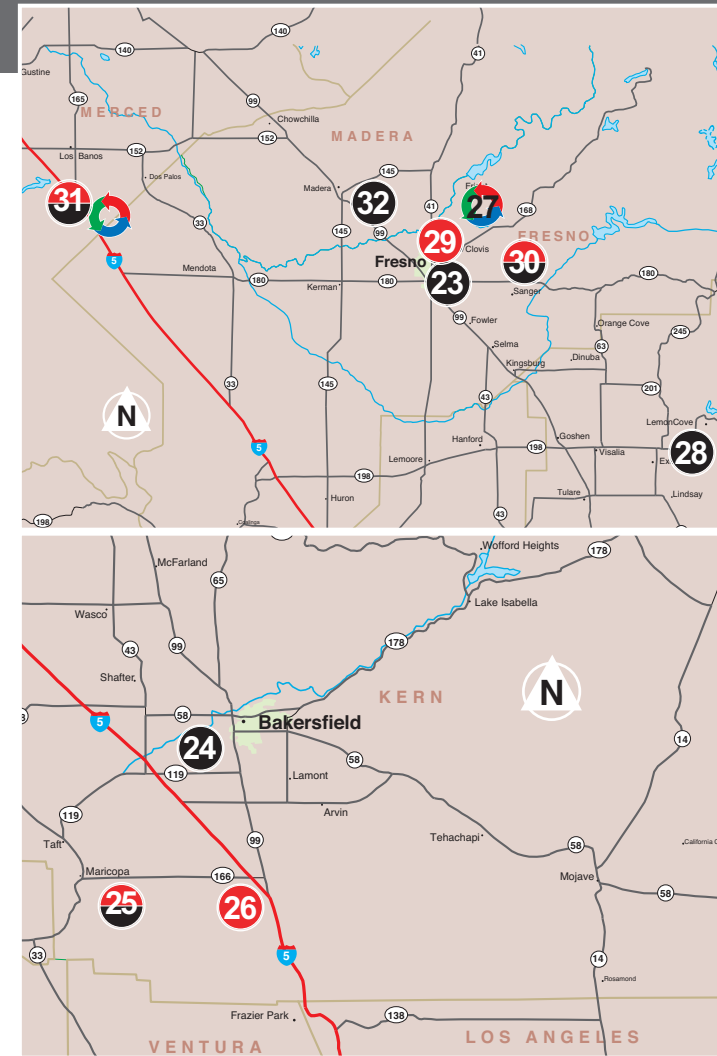 140
140
41
Gustine
165
99
MERCED
Chowchilla
152
MADERA
152
Los Banos
Dos Palos
145
Madera
31
32
41
27
168
33
145
99
29
Clovis
FRESNO
5
Mendota
Fresno
30
180
Kerman
180
23
Sanger
180
99
Fowler
Orange Cove
245
63
Selma
Dinuba
Kingsburg
33
145
43
201
N
LemonCove
5
Hanford
198
Goshen
Visalia
28
Lemoore
Ex
198
Huron
Tulare
Lindsay
43
198
Coalinga
Wofford Heights
178
McFarland
65
Lake Isabella
Wasco
43
99
178
Shafter
KERN
N
5
58
Bakersfield
24
14
58
119
Lamont
119
Arvin
Taft
99
Tehachapi
58
California C
Maricopa
166
Mojave
25
26
58
33
5
14
Rosamond
Frazier Park
138
VENTURA
LOS ANGELES